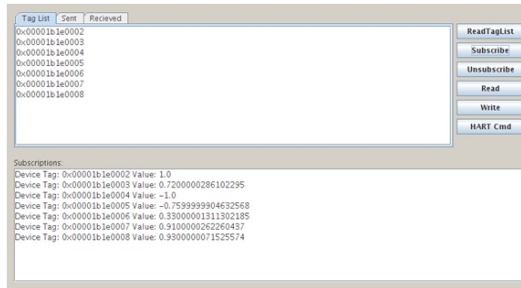 Tag List Sent Recieved
0x00001b1e0002
0x00001b1e0003
0x00001b1e0004
0x00001b1e0005
0x00001b1e0006
0x00001b1e0007
0x00001b1e0008
ReadTagList
Subscribe
Unsubscribe
Read
Write
HART Cmd
Subscriptions:
Device Tag: 0x00001b1e0002 Value: 1.0
Device Tag: 0x00001b1e0003 Value: 0.7200000286102295
Device Tag: 0x00001b1e0004 Value: -1.0
Device Tag: 0x00001b1e0005 Value: -0.7599999904632568
Device Tag: 0x00001b1e0006 Value: 0.33000001311302185
Device Tag: 0x00001b1e0007 Value: 0.9100000262260437
Device Tag: 0x00001b1e0008 Value: 0.9300000071525574